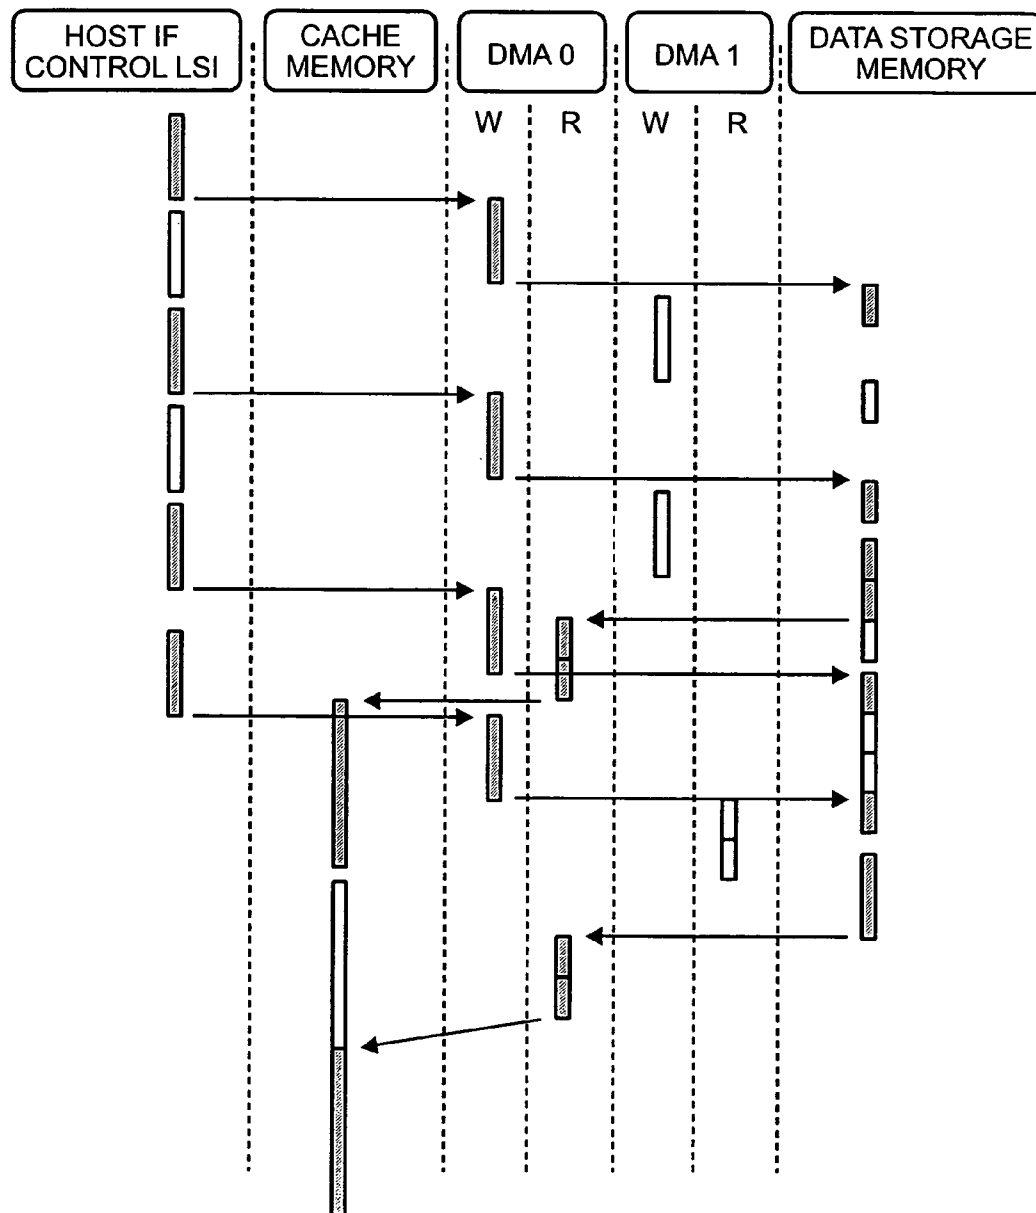 HOST IF
CONTROL LSI
CACHE
MEMORY
DMA 0
DMA 1
DATA STORAGE
MEMORY
W
R
W
R